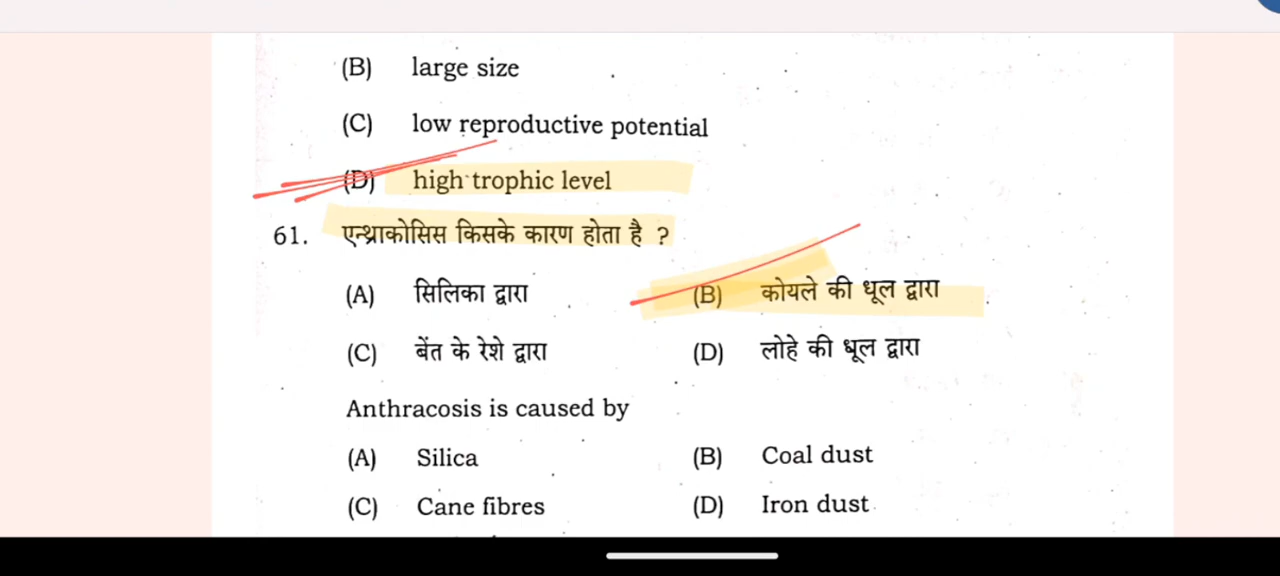 (B) large size
(C) low reproductive potential
(D) high trophic level
61. एन्थ्राकोसिस किसके कारण होता है ?
(A) सिलिका द्वारा (B) कोयले की धूल द्वारा
(C) बेंत के रेशे द्वारा (D) लोहे की धूल द्वारा
Anthracosis is caused by
(A) Silica (B) Coal dust
(C) Cane fibres (D) Iron dust